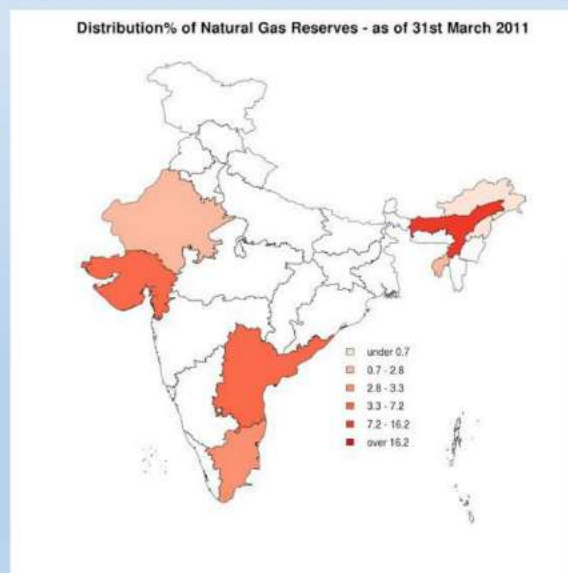 Distribution% of Natural Gas Reserves - as of 31st March 2011
under 0.7
0.7 - 2.8
2.8 - 3.3
3.3 - 7.2
7.2 - 16.2
over 16.2